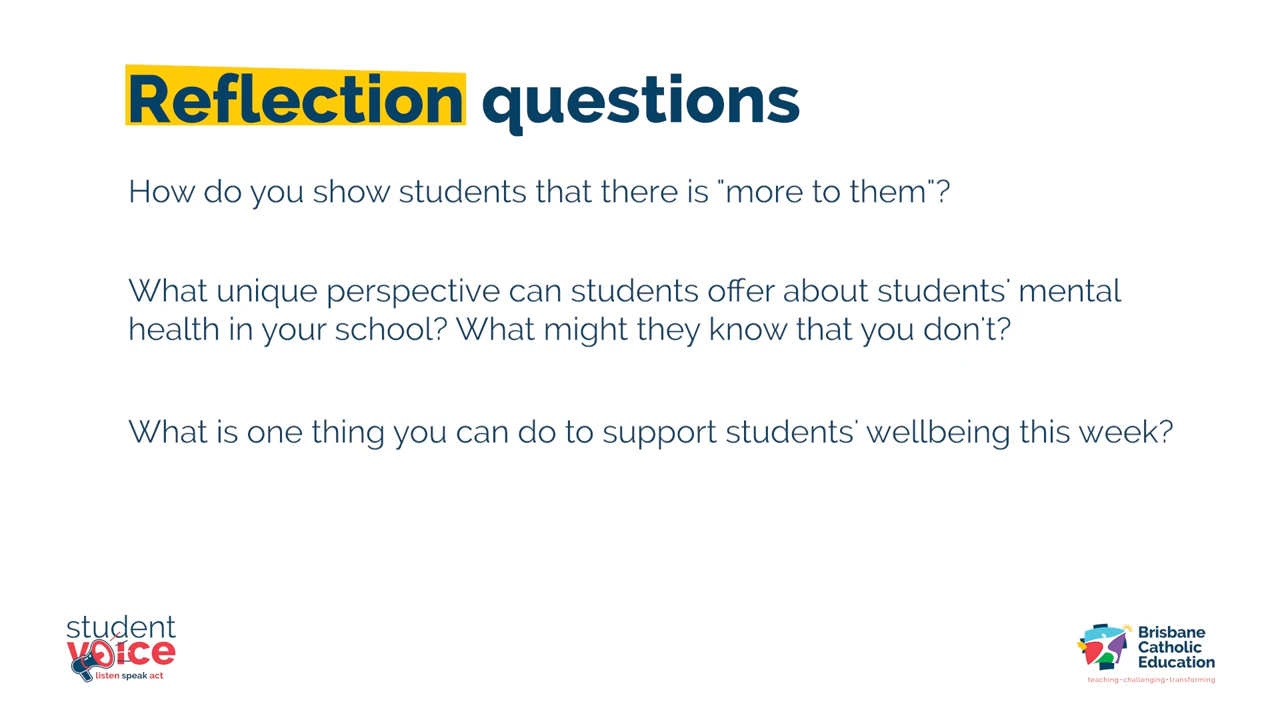 Reflection questions
How do you show students that there is "more to them"?
What unique perspective can students offer about students' mental
health in your school? What might they know that you don't?
What is one thing you can do to support students' wellbeing this week?
student
voice
listen speak act
Brisbane
Catholic
Education
teaching•challenging•transforming